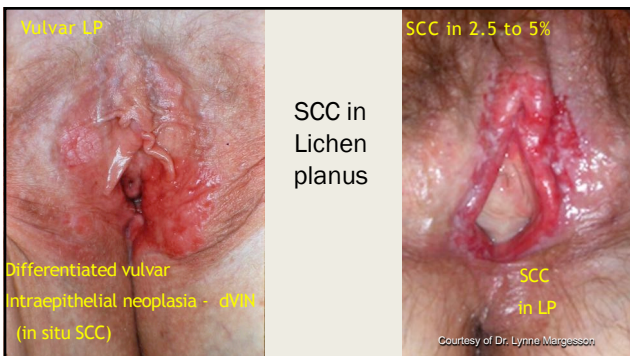 Vulvar LP
Differentiated vulvar
Intraepithelial neoplasia - dVIN
(in situ SCC)
SCC in
Lichen
planus
SCC in 2.5 to 5%
SCC
in LP
Courtesy of Dr. Lynne Margesson